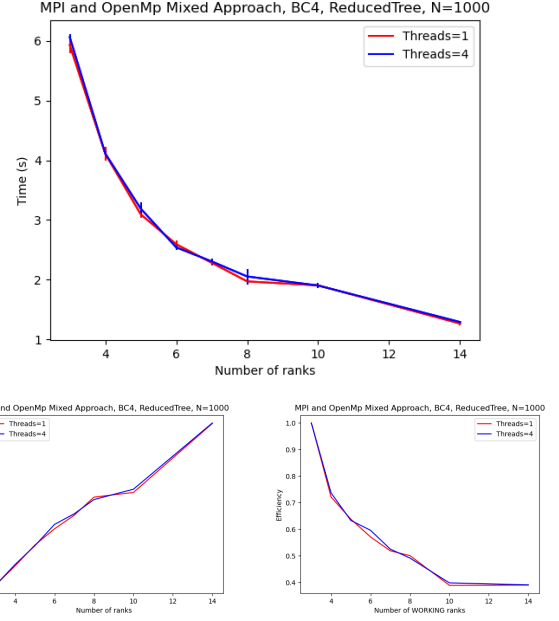 MPI and OpenMp Mixed Approach, BC4, ReducedTree, N=1000
Threads=1
Threads=4
6
5
4
3
2
1
Time (s)
4 6 8 10 12 14
Number of ranks
nd OpenMp Mixed Approach, BC4, ReducedTree, N=1000
Threads=1
Threads=4
4 6 8 10 12 14
Number of ranks
MPI and OpenMp Mixed Approach, BC4, ReducedTree, N=1000
Threads=1
Threads=4
1.0
0.9
0.8
0.7
0.6
0.5
0.4
Efficiency
4 6 8 10 12 14
Number of WORKING ranks